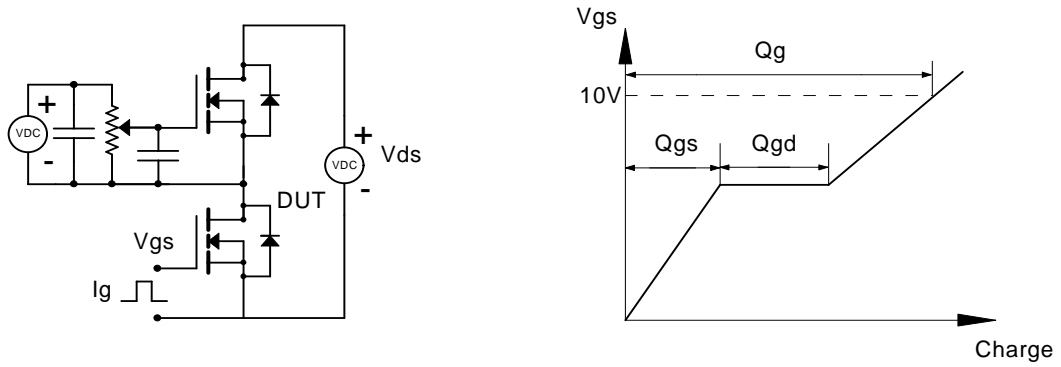 +
VDC
-
+
VDC
-
Vds
DUT
Vgs
Ig
Vgs
Qg
10V
Qgs
Qgd
Charge